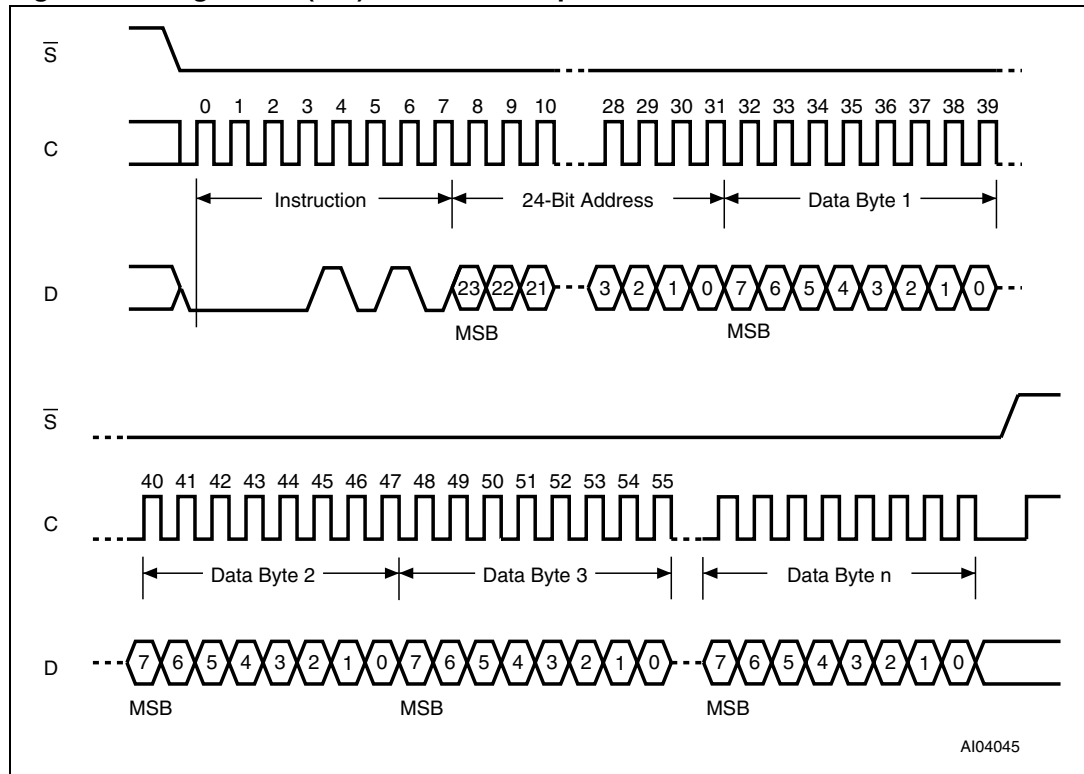 S
0 1 2 3 4 5 6 7 8 9 10 28 29 30 31 32 33 34 35 36 37 38 39
C
Instruction 24-Bit Address Data Byte 1
D 23 22 21 3 2 1 0 7 6 5 4 3 2 1 0
MSB MSB
S
40 41 42 43 44 45 46 47 48 49 50 51 52 53 54 55
C
Data Byte 2 Data Byte 3 Data Byte n
D 7 6 5 4 3 2 1 0 7 6 5 4 3 2 1 0 7 6 5 4 3 2 1 0
MSB MSB MSB
AI04045